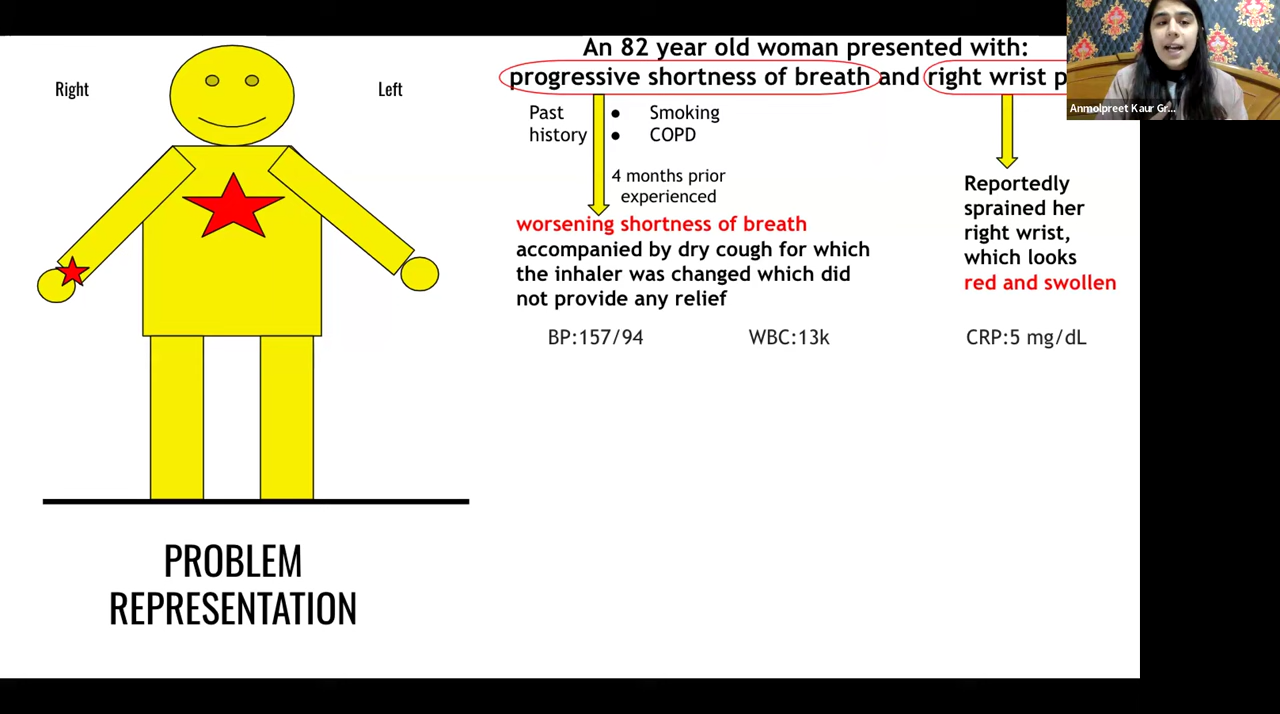 An 82 year old woman presented with:
progressive shortness of breath and right wrist p
Right
Left
Past
history
● Smoking
● COPD
4 months prior
experienced
worsening shortness of breath
accompanied by dry cough for which
the inhaler was changed which did
not provide any relief
Reportedly
sprained her
right wrist,
which looks
red and swollen
BP:157/94
WBC:13k
CRP:5 mg/dL
PROBLEM
REPRESENTATION
Anmolpreet Kaur Gr...